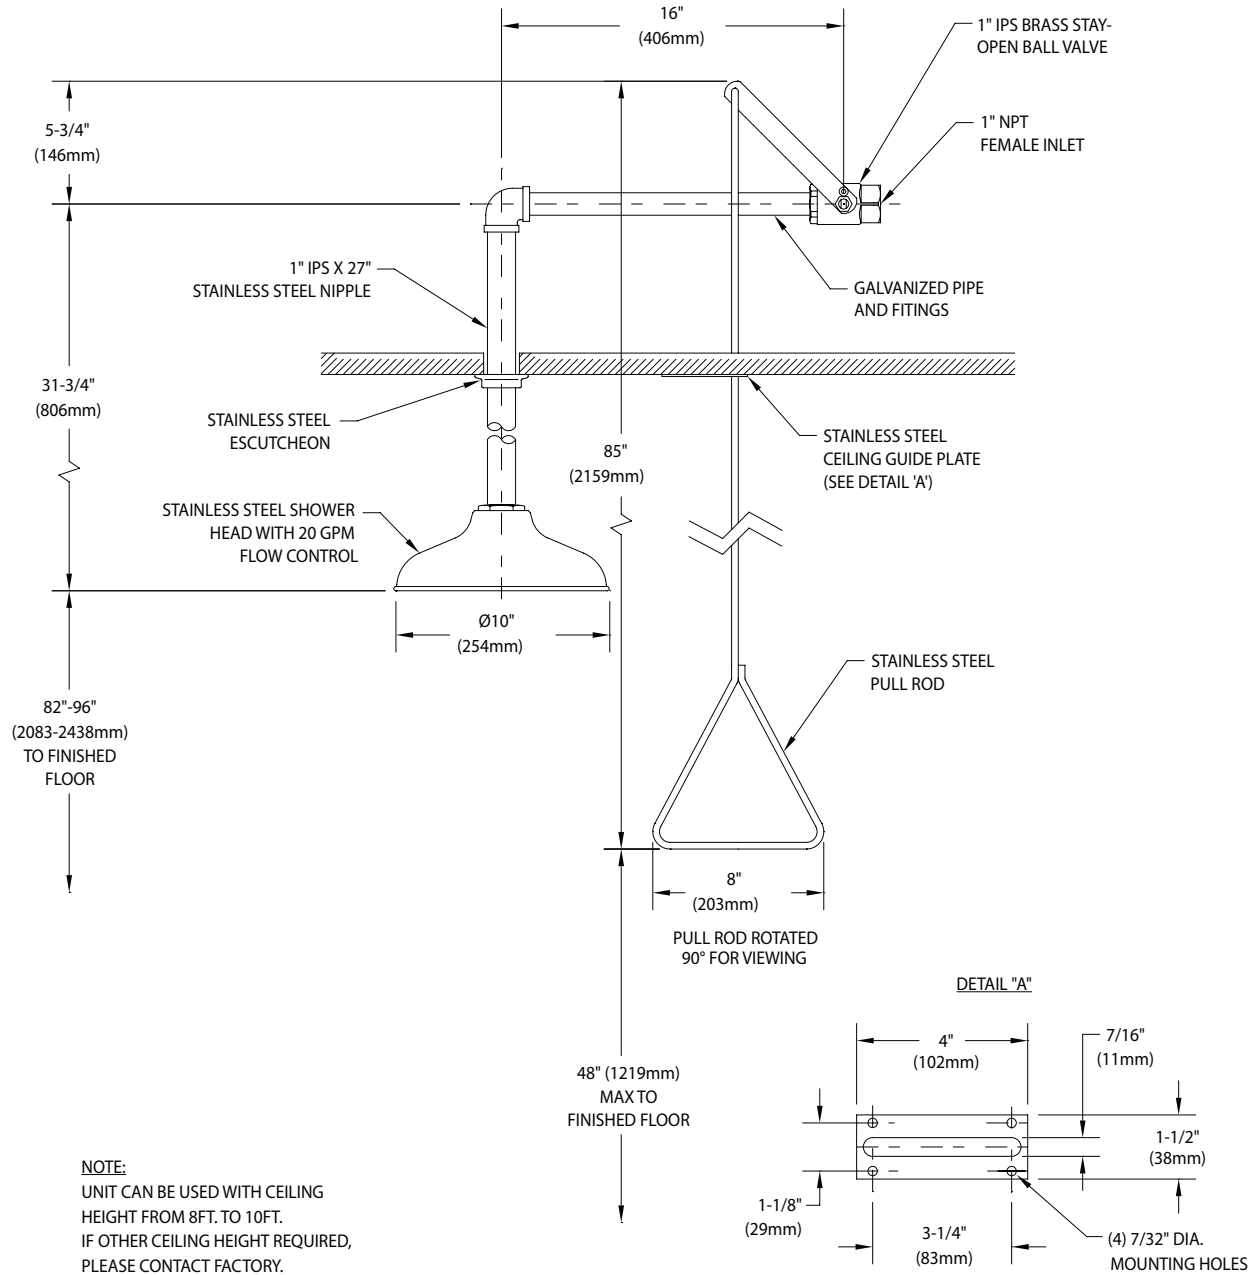 16"
(406mm)
1" IPS BRASS STAY-
OPEN BALL VALVE
5-3/4"
(146mm)
1" NPT
FEMALE INLET
1" IPS X 27"
STAINLESS STEEL NIPPLE
GALVANIZED PIPE
AND FITTINGS
31-3/4"
(806mm)
STAINLESS STEEL
ESCUTCHEON
85"
(2159mm)
STAINLESS STEEL
CEILING GUIDE PLATE
(SEE DETAIL 'A')
STAINLESS STEEL SHOWER
HEAD WITH 20 GPM
FLOW CONTROL
Ø10"
(254mm)
STAINLESS STEEL
PULL ROD
82"-96"
(2083-2438mm)
TO FINISHED
FLOOR
8"
(203mm)
PULL ROD ROTATED
90° FOR VIEWING
DETAIL "A"
4"
(102mm)
7/16"
(11mm)
48" (1219mm)
MAX TO
FINISHED FLOOR
1-1/2"
(38mm)
1-1/8"
(29mm)
3-1/4"
(83mm)
(4) 7/32" DIA.
MOUNTING HOLES
NOTE:
UNIT CAN BE USED WITH CEILING
HEIGHT FROM 8FT. TO 10FT.
IF OTHER CEILING HEIGHT REQUIRED,
PLEASE CONTACT FACTORY.